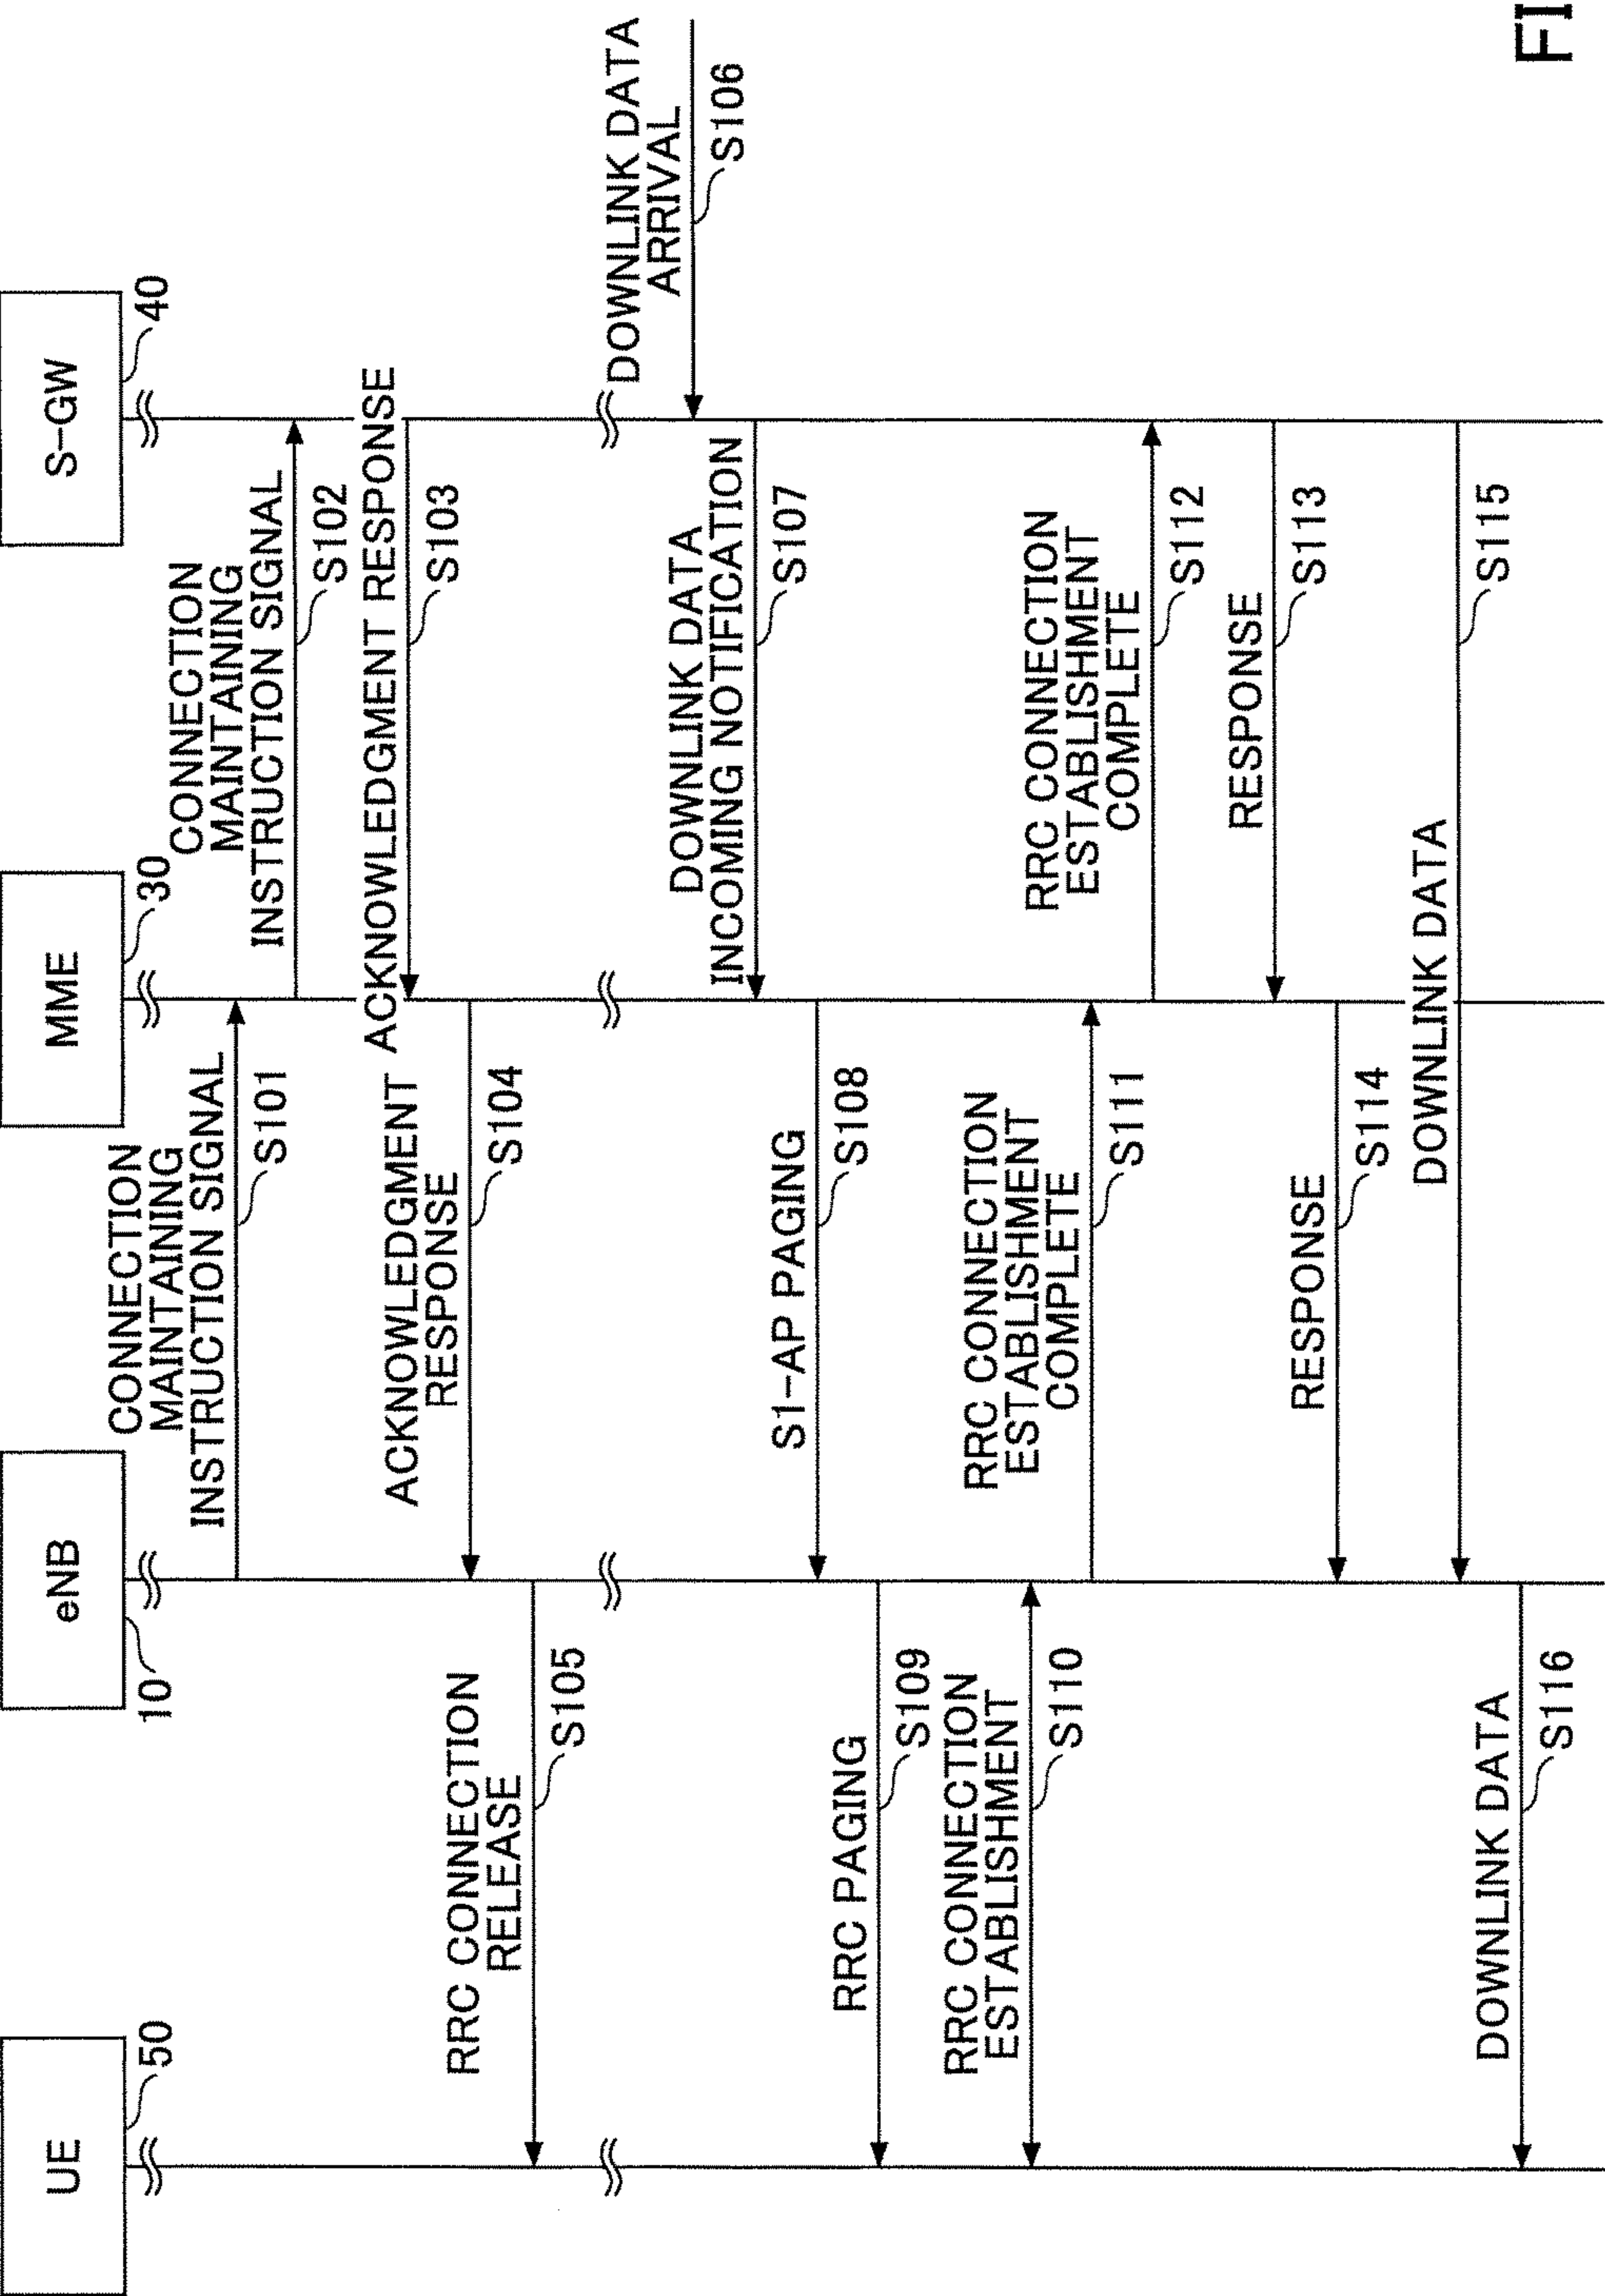 UE
50
eNB
10
MME
30
S-GW
40
CONNECTION
MAINTAINING
INSTRUCTION SIGNAL
S101
CONNECTION
MAINTAINING
INSTRUCTION SIGNAL
S102
ACKNOWLEDGMENT RESPONSE
S103
ACKNOWLEDGMENT
RESPONSE
S104
RRC CONNECTION
RELEASE
S105
DOWNLINK DATA
ARRIVAL
S106
DOWNLINK DATA
INCOMING NOTIFICATION
S107
S1-AP PAGING
S108
RRC PAGING
S109
RRC CONNECTION
ESTABLISHMENT
S110
RRC CONNECTION
ESTABLISHMENT
COMPLETE
S111
RRC CONNECTION
ESTABLISHMENT
COMPLETE
S112
RESPONSE
S113
RESPONSE
S114
DOWNLINK DATA
S115
DOWNLINK DATA
S116
FI